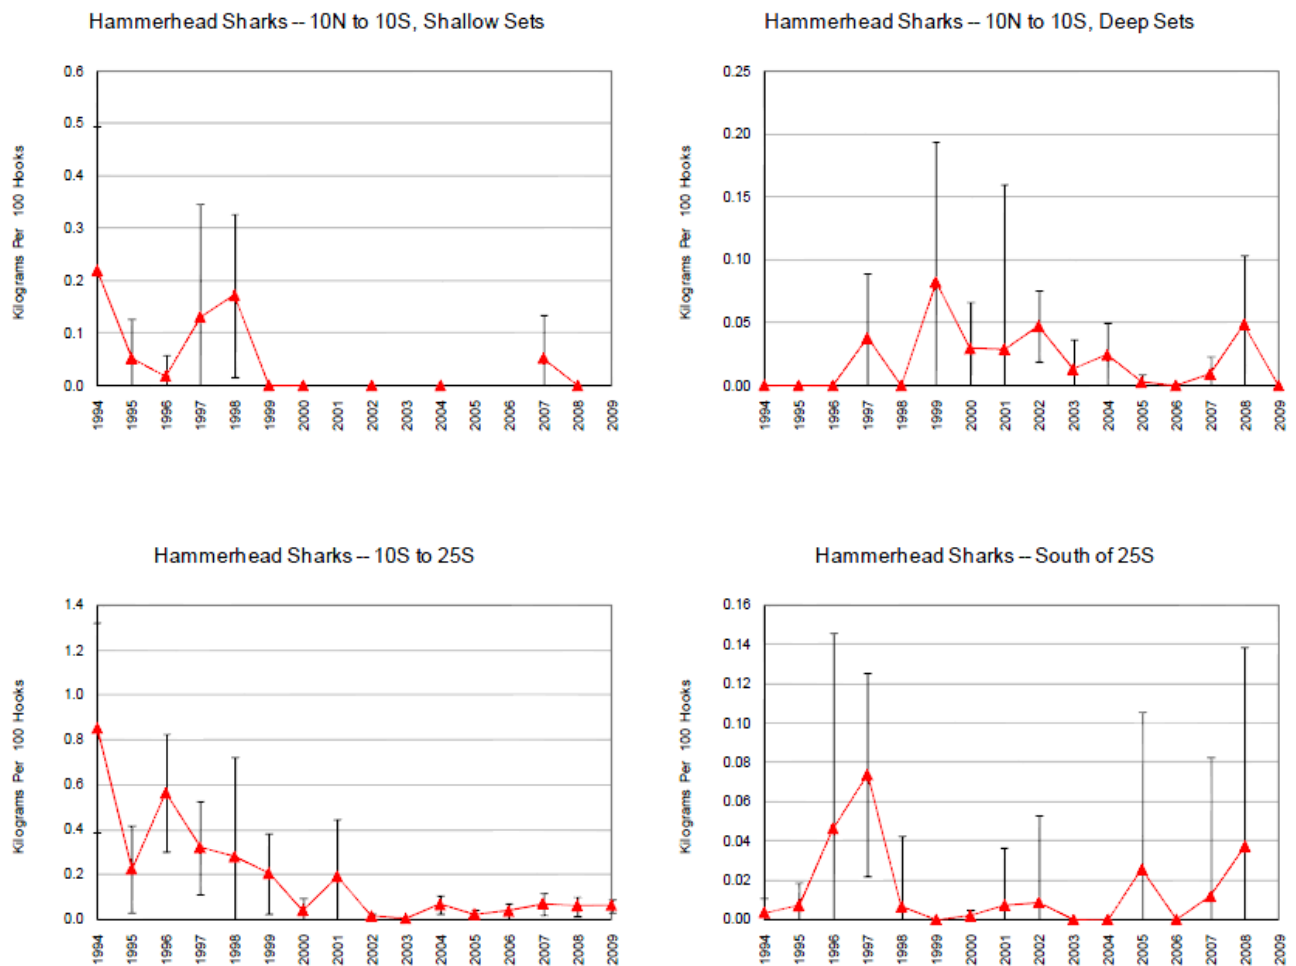 Hammerhead Sharks -- 10N to 10S, Shallow Sets
Kilograms Per 100 Hooks
0.6
0.5
0.4
0.3
0.2
0.1
0.0
1994 1995 1996 1997 1998 1999 2000 2001 2002 2003 2004 2005 2006 2007 2008 2009
Hammerhead Sharks -- 10N to 10S, Deep Sets
Kilograms Per 100 Hooks
0.25
0.20
0.15
0.10
0.05
0.00
1994 1995 1996 1997 1998 1999 2000 2001 2002 2003 2004 2005 2006 2007 2008 2009
Hammerhead Sharks -- 10S to 25S
Kilograms Per 100 Hooks
1.4
1.2
1.0
0.8
0.6
0.4
0.2
0.0
1994 1995 1996 1997 1998 1999 2000 2001 2002 2003 2004 2005 2006 2007 2008 2009
Hammerhead Sharks -- South of 25S
Kilograms Per 100 Hooks
0.16
0.14
0.12
0.10
0.08
0.06
0.04
0.02
0.00
1994 1995 1996 1997 1998 1999 2000 2001 2002 2003 2004 2005 2006 2007 2008 2009